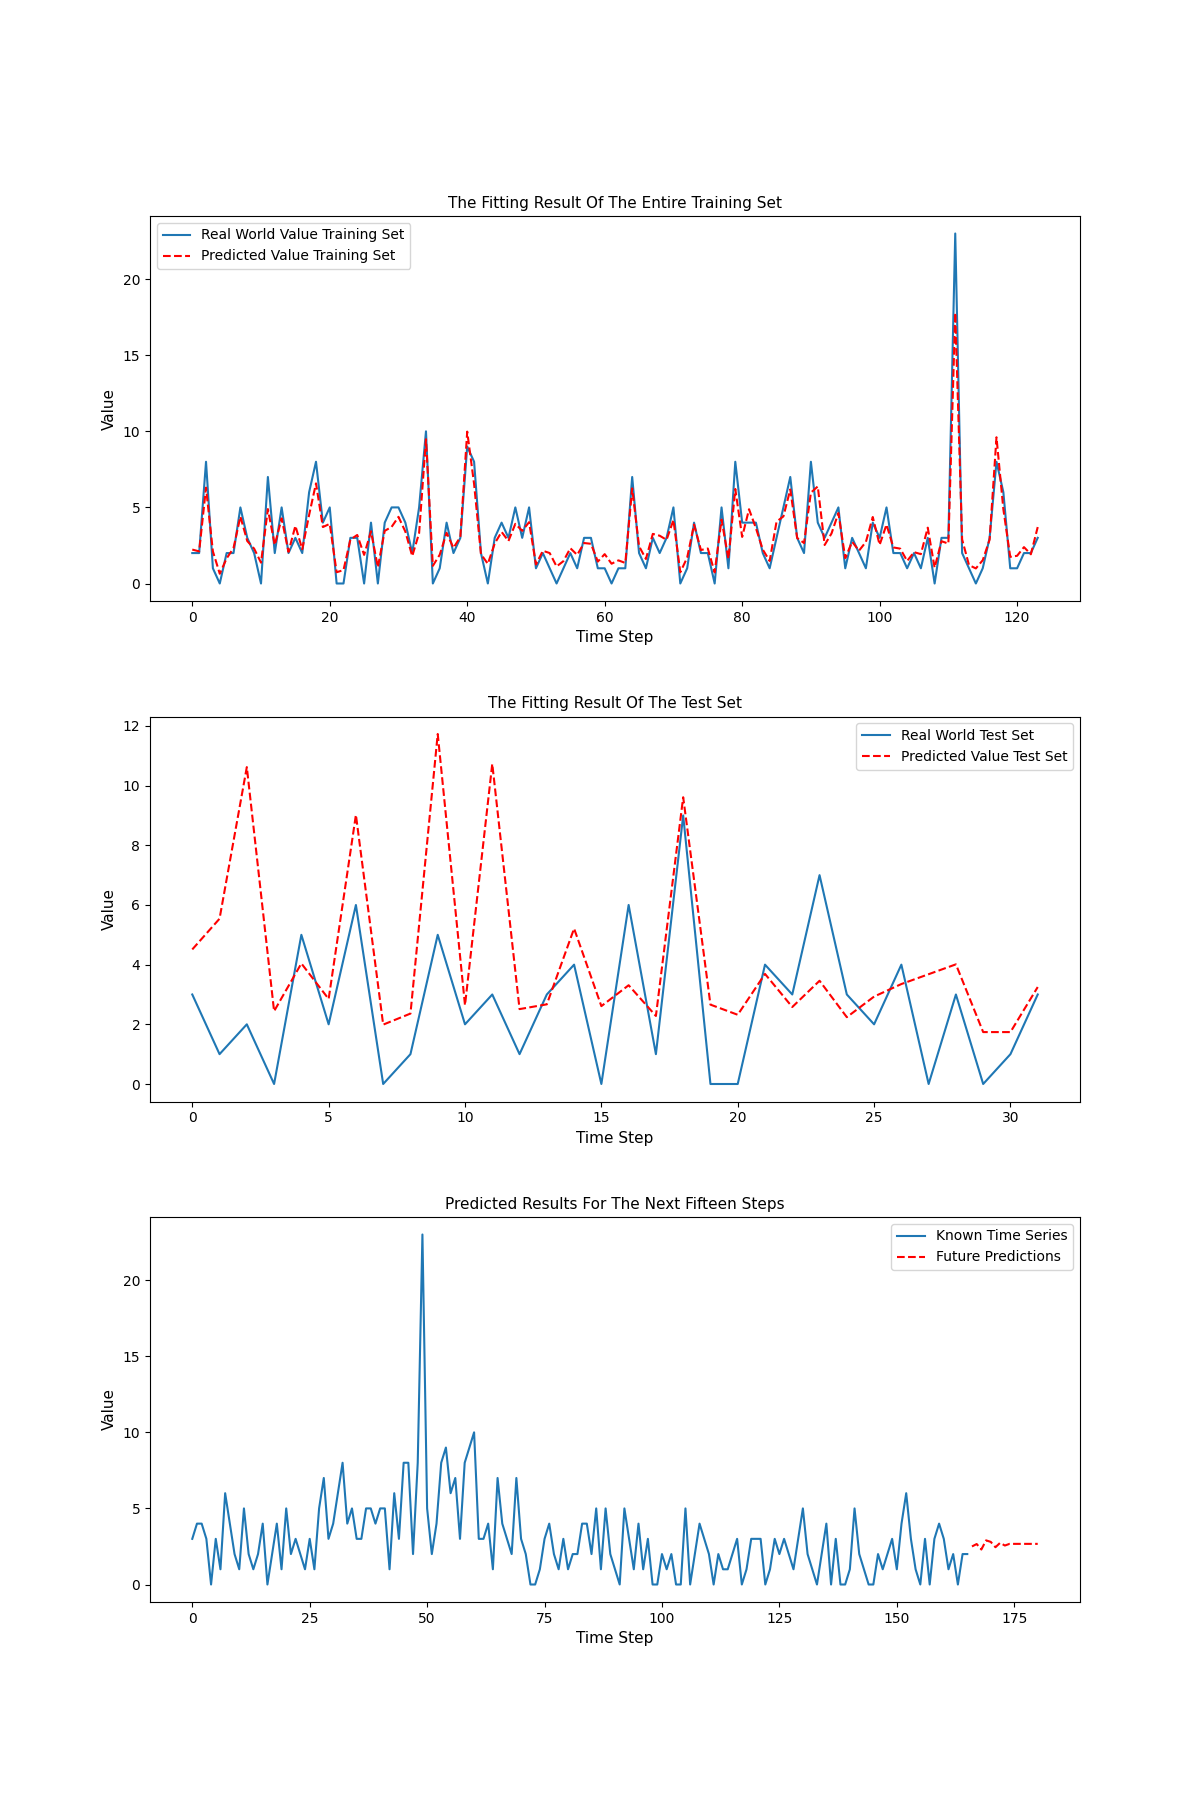 The Fitting Result Of The Entire Training Set
Real World Value Training Set
Predicted Value Training Set
20
15
10
5
0
Value
0 20 40 60 80 100 120
Time Step
The Fitting Result Of The Test Set
Real World Test Set
Predicted Value Test Set
12
10
8
6
4
2
0
Value
0 5 10 15 20 25 30
Time Step
Predicted Results For The Next Fifteen Steps
Known Time Series
Future Predictions
20
15
10
5
0
Value
0 25 50 75 100 125 150 175
Time Step